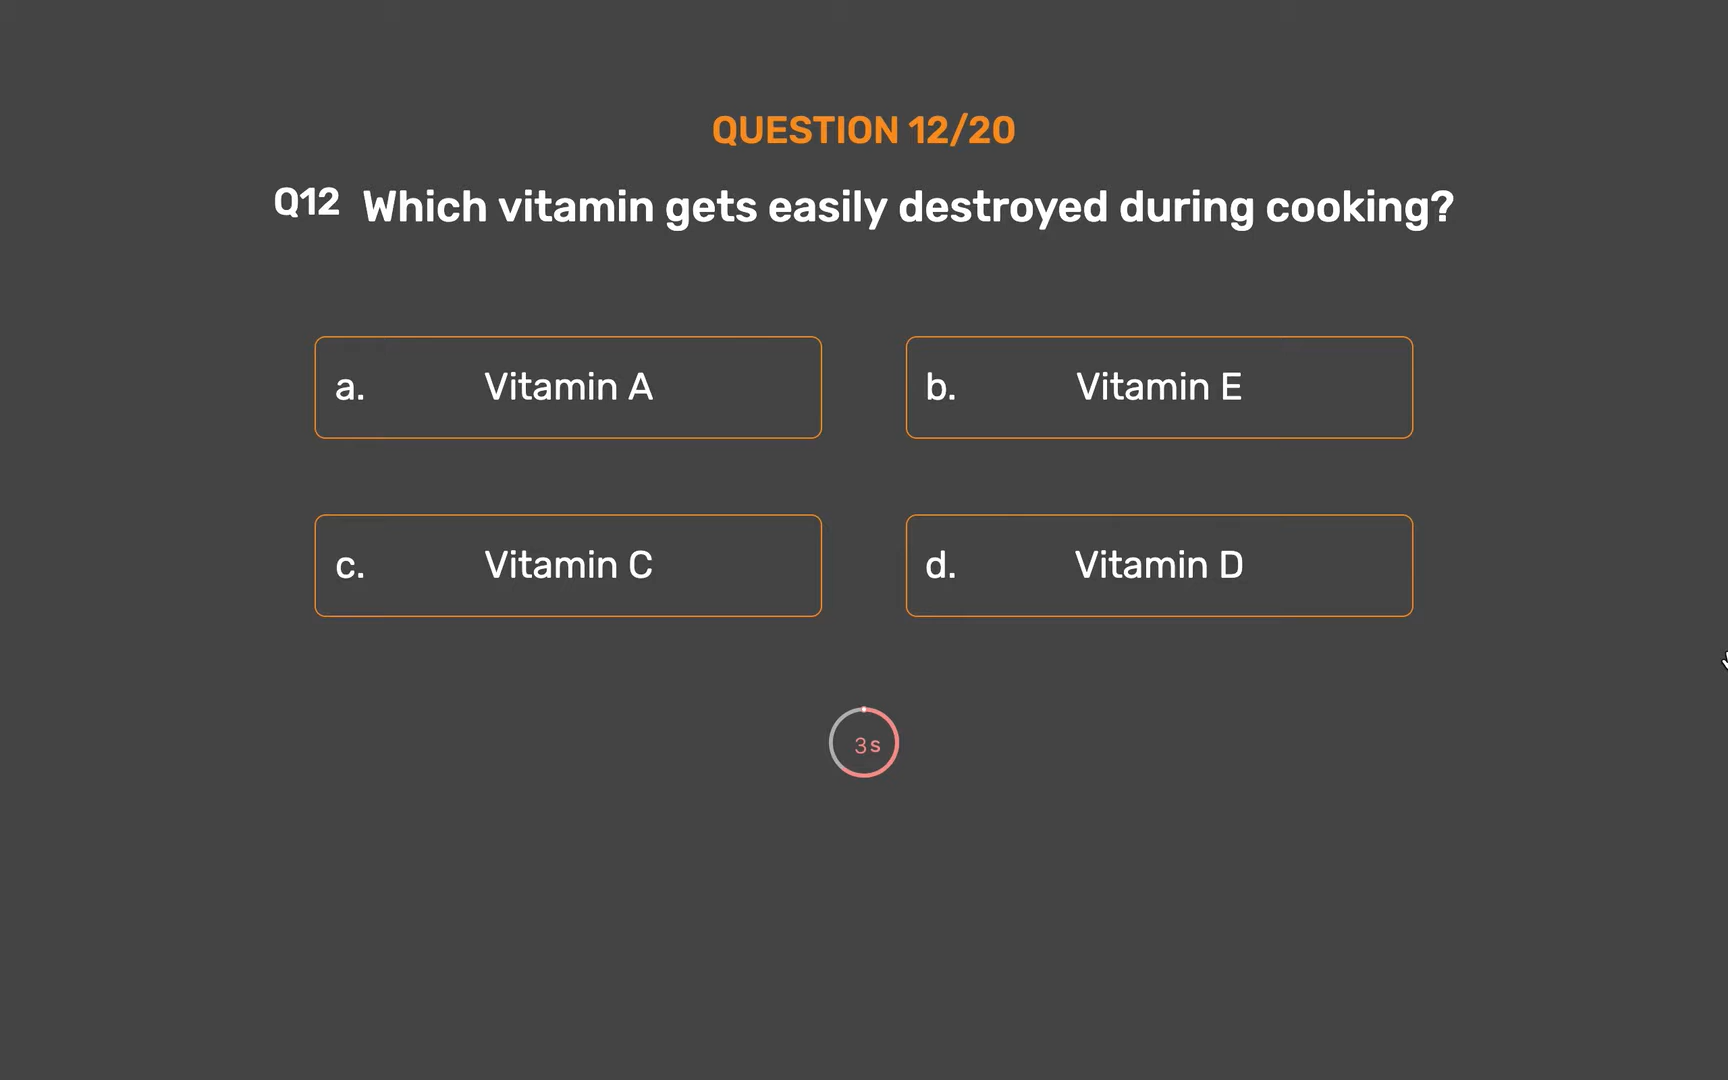 QUESTION 12/20
Q12 Which vitamin gets easily destroyed during cooking?
a. Vitamin A
b. Vitamin E
c. Vitamin C
d. Vitamin D
3s